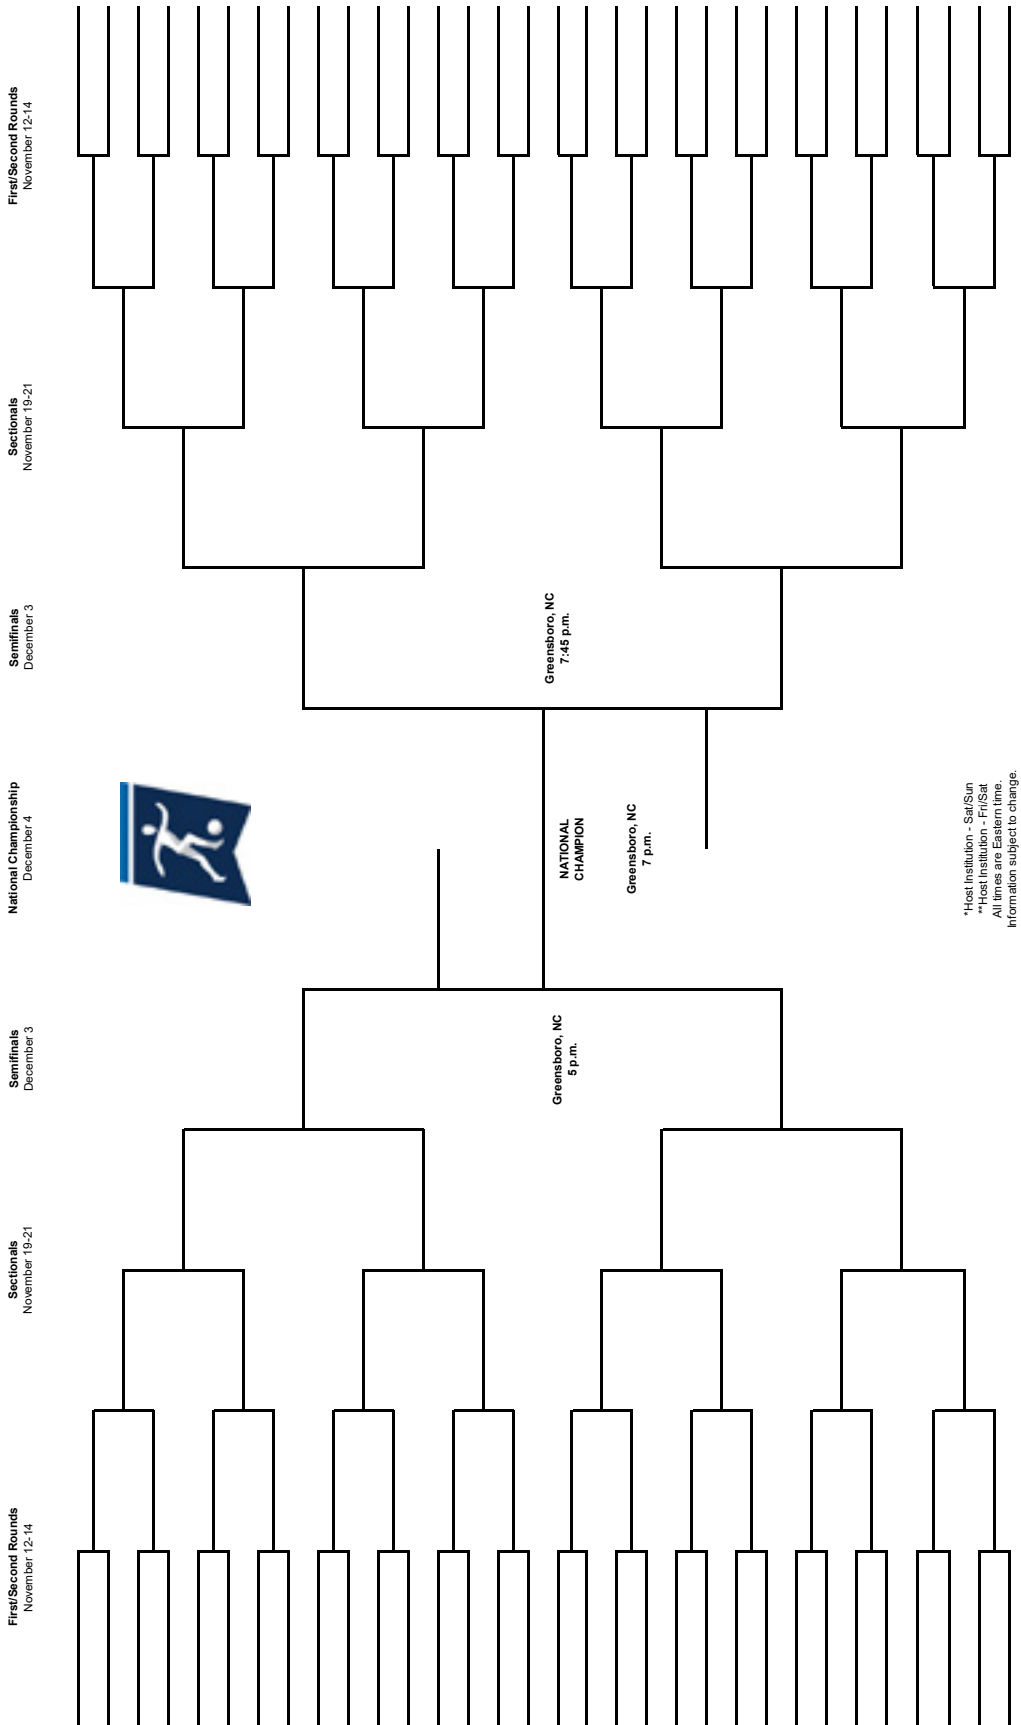 First/Second Rounds
November 12-14
Sectionals
November 19-21
Semifinals
December 3
National Championship
December 4
Semifinals
December 3
Sectionals
November 19-21
First/Second Rounds
November 12-14
Greensboro, NC
5 p.m.
NATIONAL
CHAMPION
Greensboro, NC
7 p.m.
Greensboro, NC
7:45 p.m.
*Host Institution - Sat/Sun
**Host Institution - Fri/Sat
All times are Eastern time.
Information subject to change.